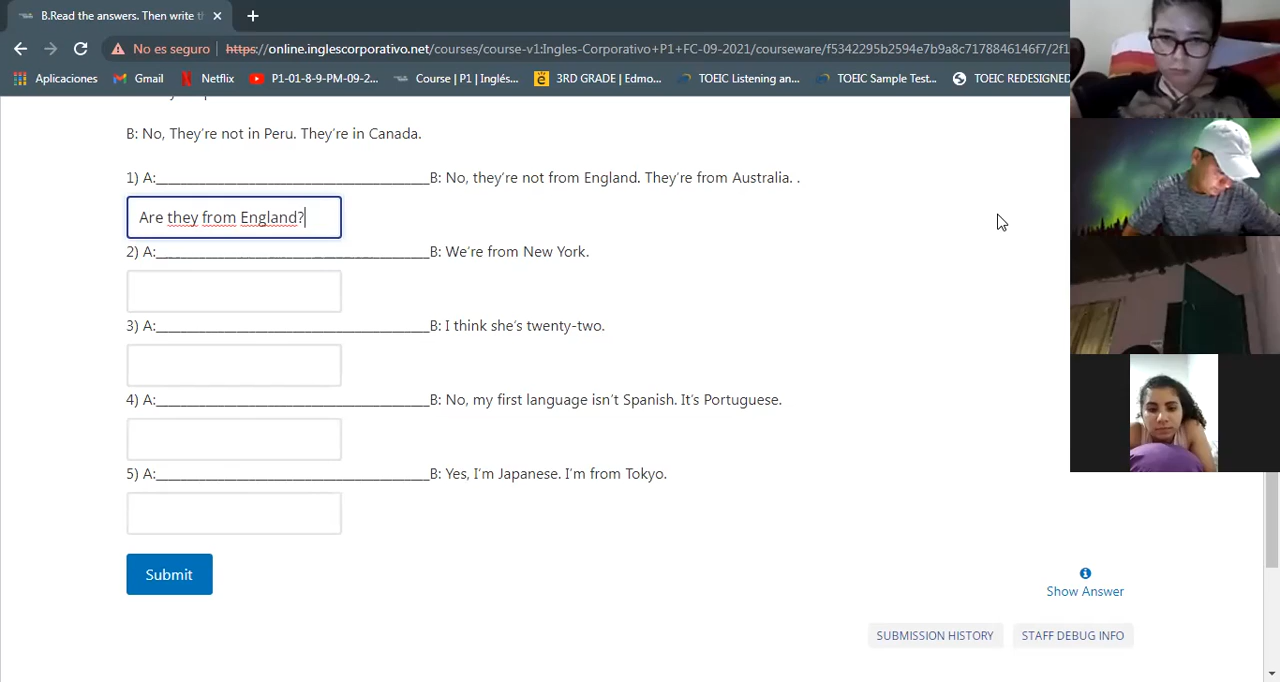 B.Read the answers. Then write t
No es seguro | https://online.inglescorporativo.net/courses/course-v1:Ingles-Corporativo+P1+FC-09-2021/courseware/f5342295b2594e7b9a8c7178846146f7/2f1
Aplicaciones Gmail Netflix P1-01-8-9-PM-09-2... Course | P1 | Inglés... 3RD GRADE | Edmo... TOEIC Listening an... TOEIC Sample Test... TOEIC REDESIGNED
B: No, They're not in Peru. They're in Canada.
1) A:__________________________________B: No, they're not from England. They're from Australia. .
Are they from England?
2) A:__________________________________B: We're from New York.
3) A:__________________________________B: I think she's twenty-two.
4) A:__________________________________B: No, my first language isn't Spanish. It's Portuguese.
5) A:__________________________________B: Yes, I'm Japanese. I'm from Tokyo.
Submit
Show Answer
SUBMISSION HISTORY STAFF DEBUG INFO